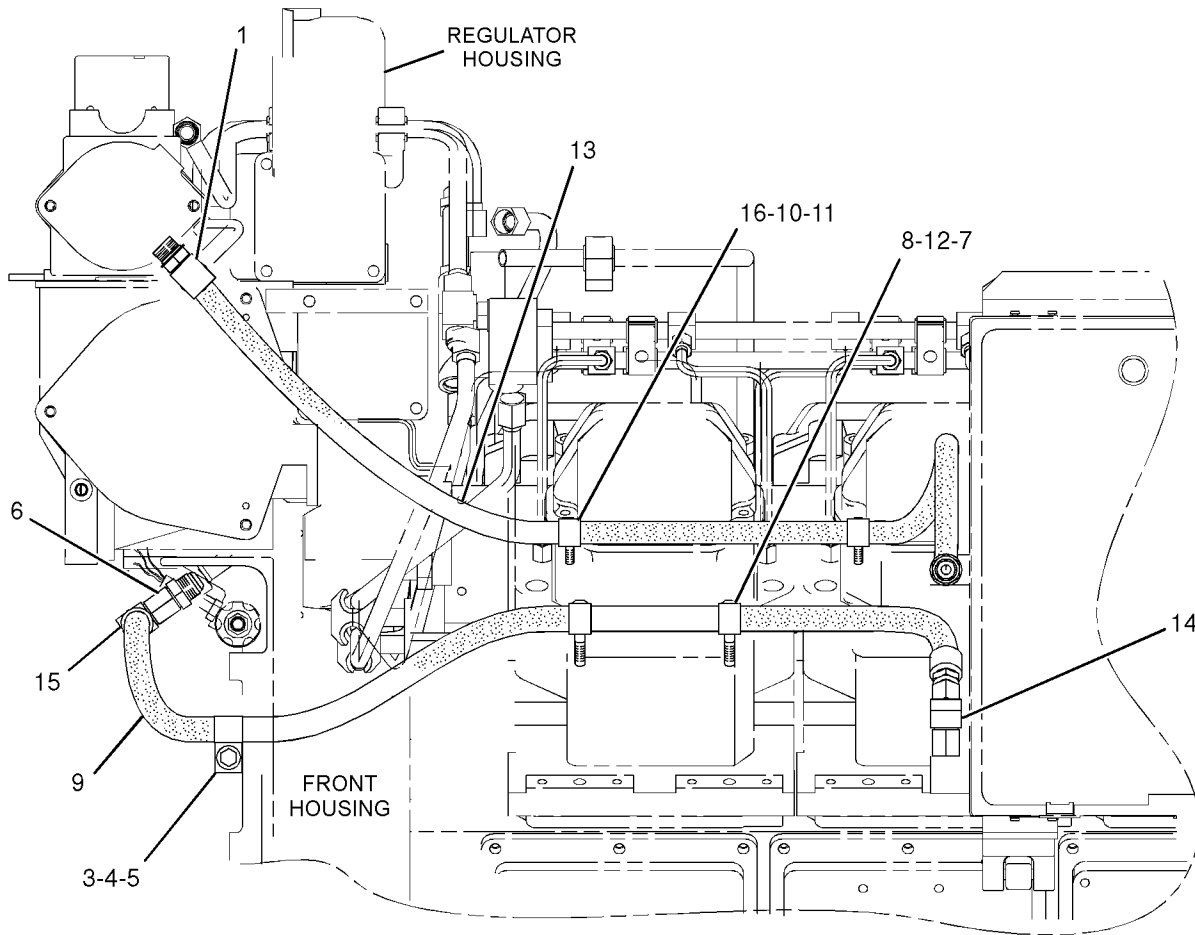 1
REGULATOR
HOUSING
13
16-10-11
8-12-7
6
15
14
9
FRONT
HOUSING
3-4-5